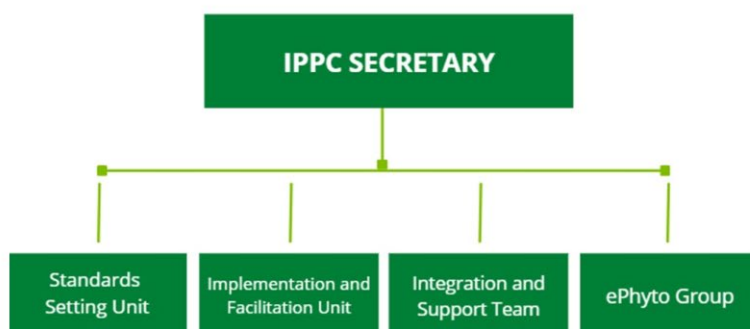 IPPC SECRETARY
Standards
Setting Unit
Implementation and
Facilitation Unit
Integration and
Support Team
ePhyto Group